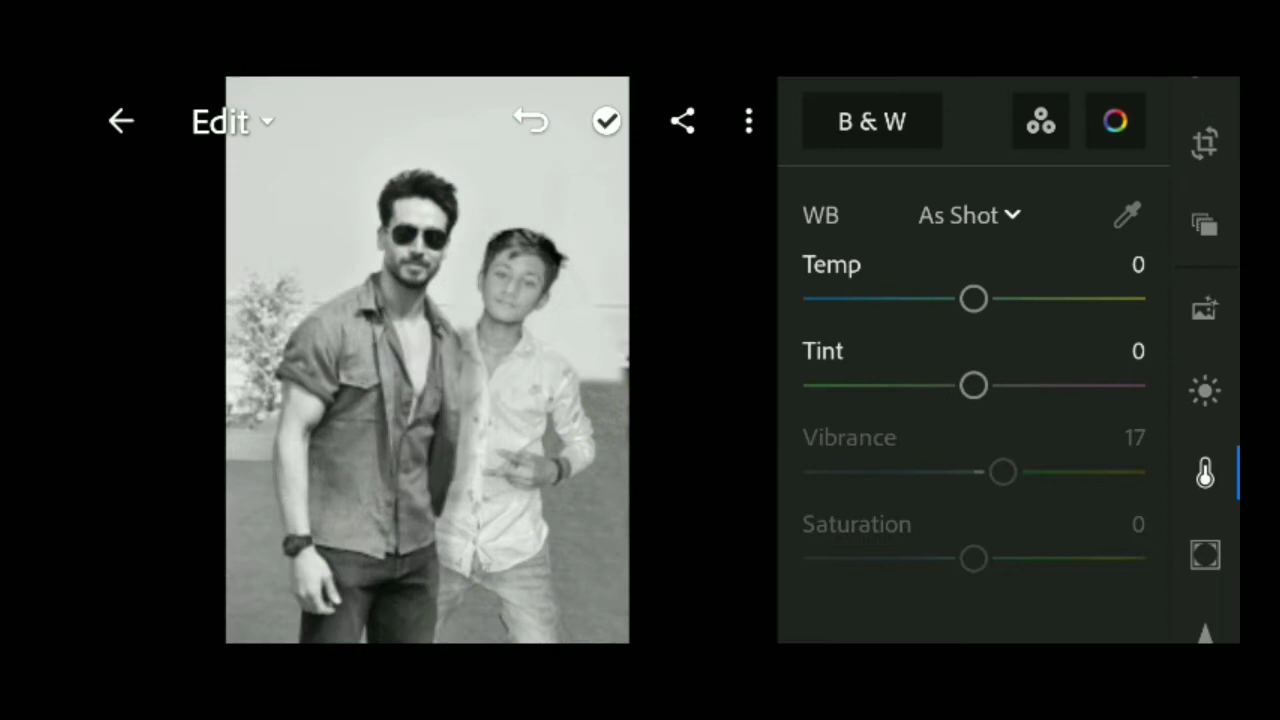 Edit
B & W
WB As Shot
Temp 0
Tint 0
Vibrance 17
Saturation 0